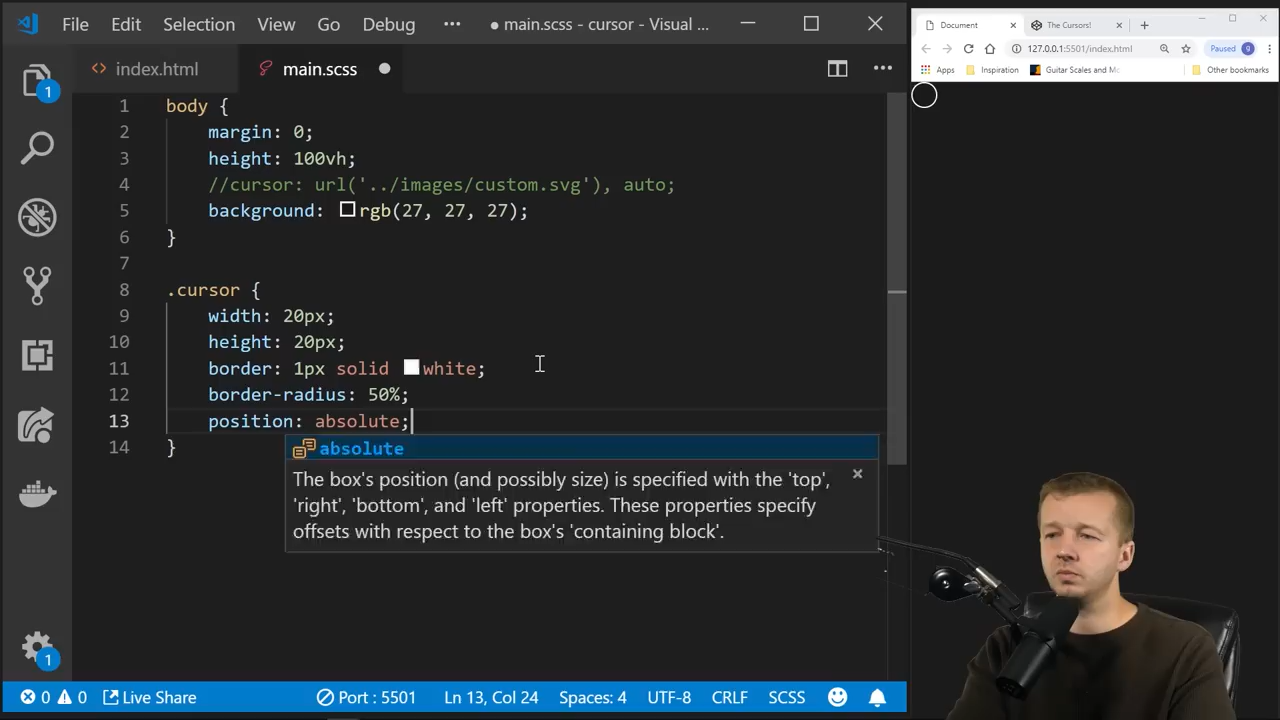 File Edit View Go Debug ··· ● main.scss - cursor - Visual ...
index.html main.scss ●
1 body {
2 margin: 0;
3 height: 100vh;
4 //cursor: url('../images/custom.svg'), auto;
5 background: rgb(27, 27, 27);
6 }
7
8 .cursor {
9 width: 20px;
10 height: 20px;
11 border: 1px solid white;
12 border-radius: 50%;
13 position: absolute;
14 }
absolute
The box's position (and possibly size) is specified with the 'top',
'right', 'bottom', and 'left' properties. These properties specify
offsets with respect to the box's 'containing block'.
1
1
0 0 Live Share Port : 5501 Ln 13, Col 24 Spaces: 4 UTF-8 CRLF SCSS
Document The Cursors!
127.0.0.1:5501/index.html Paused 9
Apps Inspiration Guitar Scales and Mo Other bookmarks